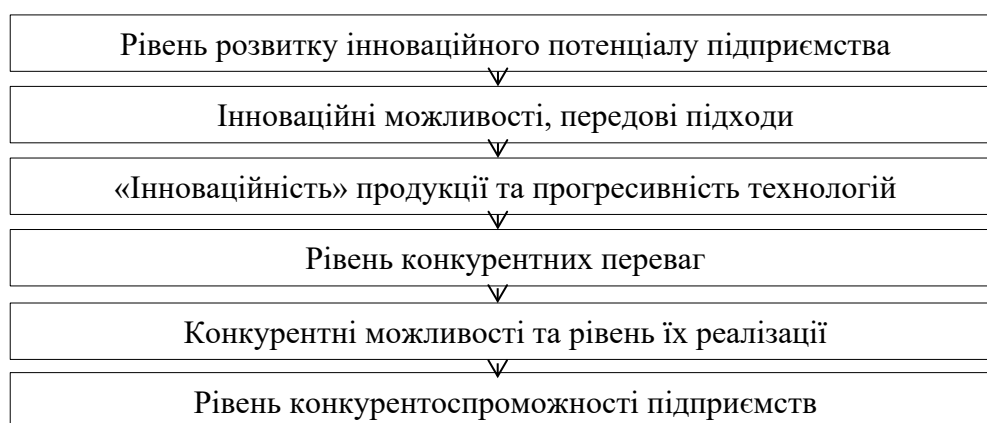 Рівень розвитку інноваційного потенціалу підприємства
Інноваційні можливості, передові підходи
«Інноваційність» продукції та прогресивність технологій
Рівень конкурентних переваг
Конкурентні можливості та рівень їх реалізації
Рівень конкурентоспроможності підприємств